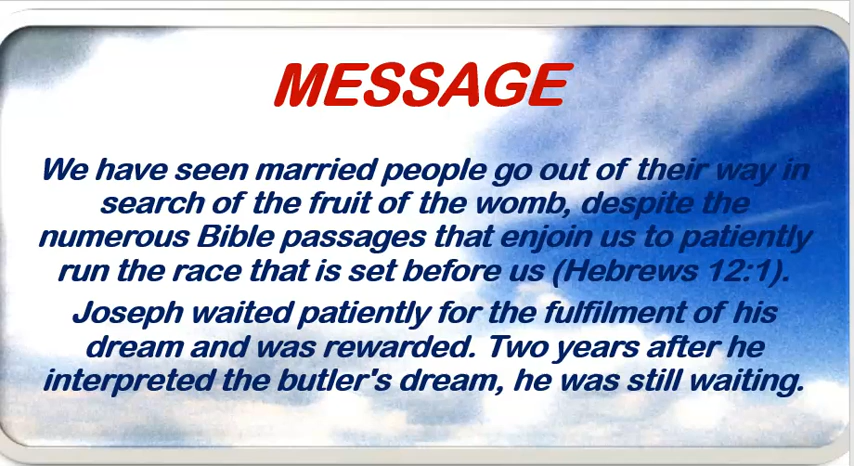 MESSAGE
We have seen married people go out of their way in
search of the fruit of the womb, despite the
numerous Bible passages that enjoin us to patiently
run the race that is set before us (Hebrews 12:1).
Joseph waited patiently for the fulfilment of his
dream and was rewarded. Two years after he
interpreted the butler's dream, he was still waiting.